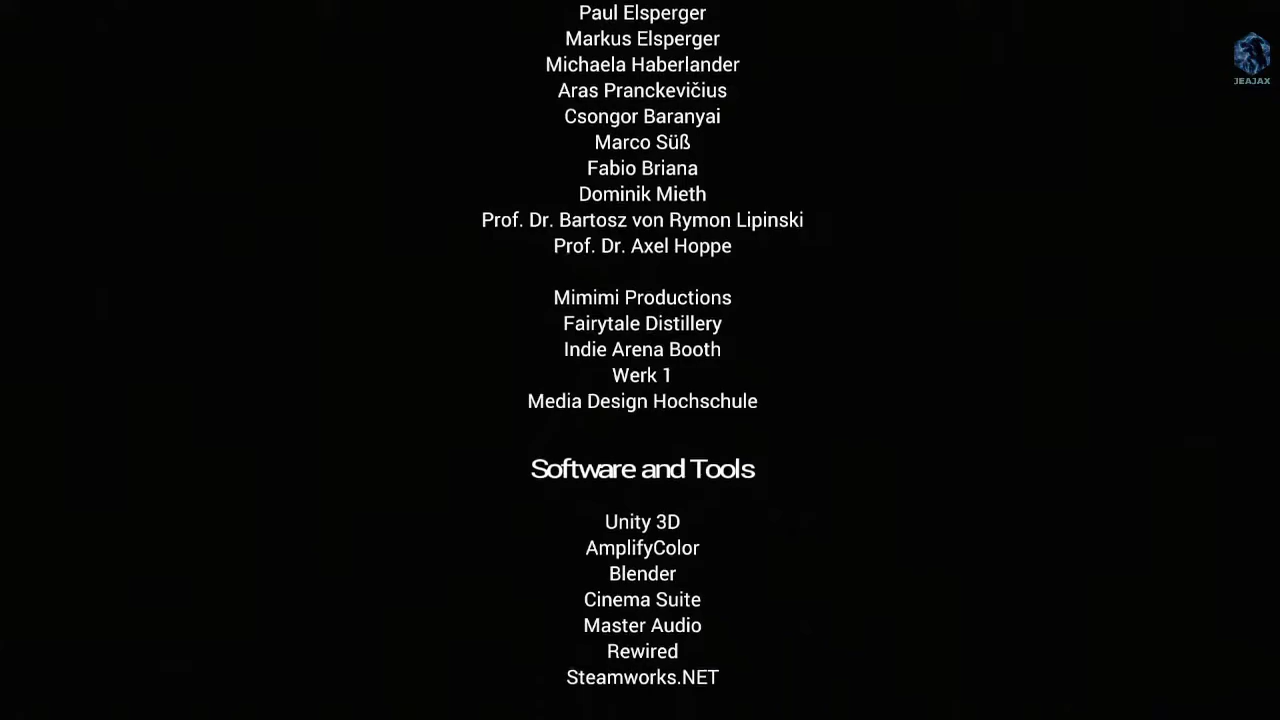 Paul Elsperger
Markus Elsperger
Michaela Haberlander
Aras Pranckevičius
Csongor Baranyai
Marco Süß
Fabio Briana
Dominik Mieth
Prof. Dr. Bartosz von Rymon Lipinski
Prof. Dr. Axel Hoppe
Mimimi Productions
Fairytale Distillery
Indie Arena Booth
Werk 1
Media Design Hochschule
Software and Tools
Unity 3D
AmplifyColor
Blender
Cinema Suite
Master Audio
Rewired
Steamworks.NET
JEAJAX